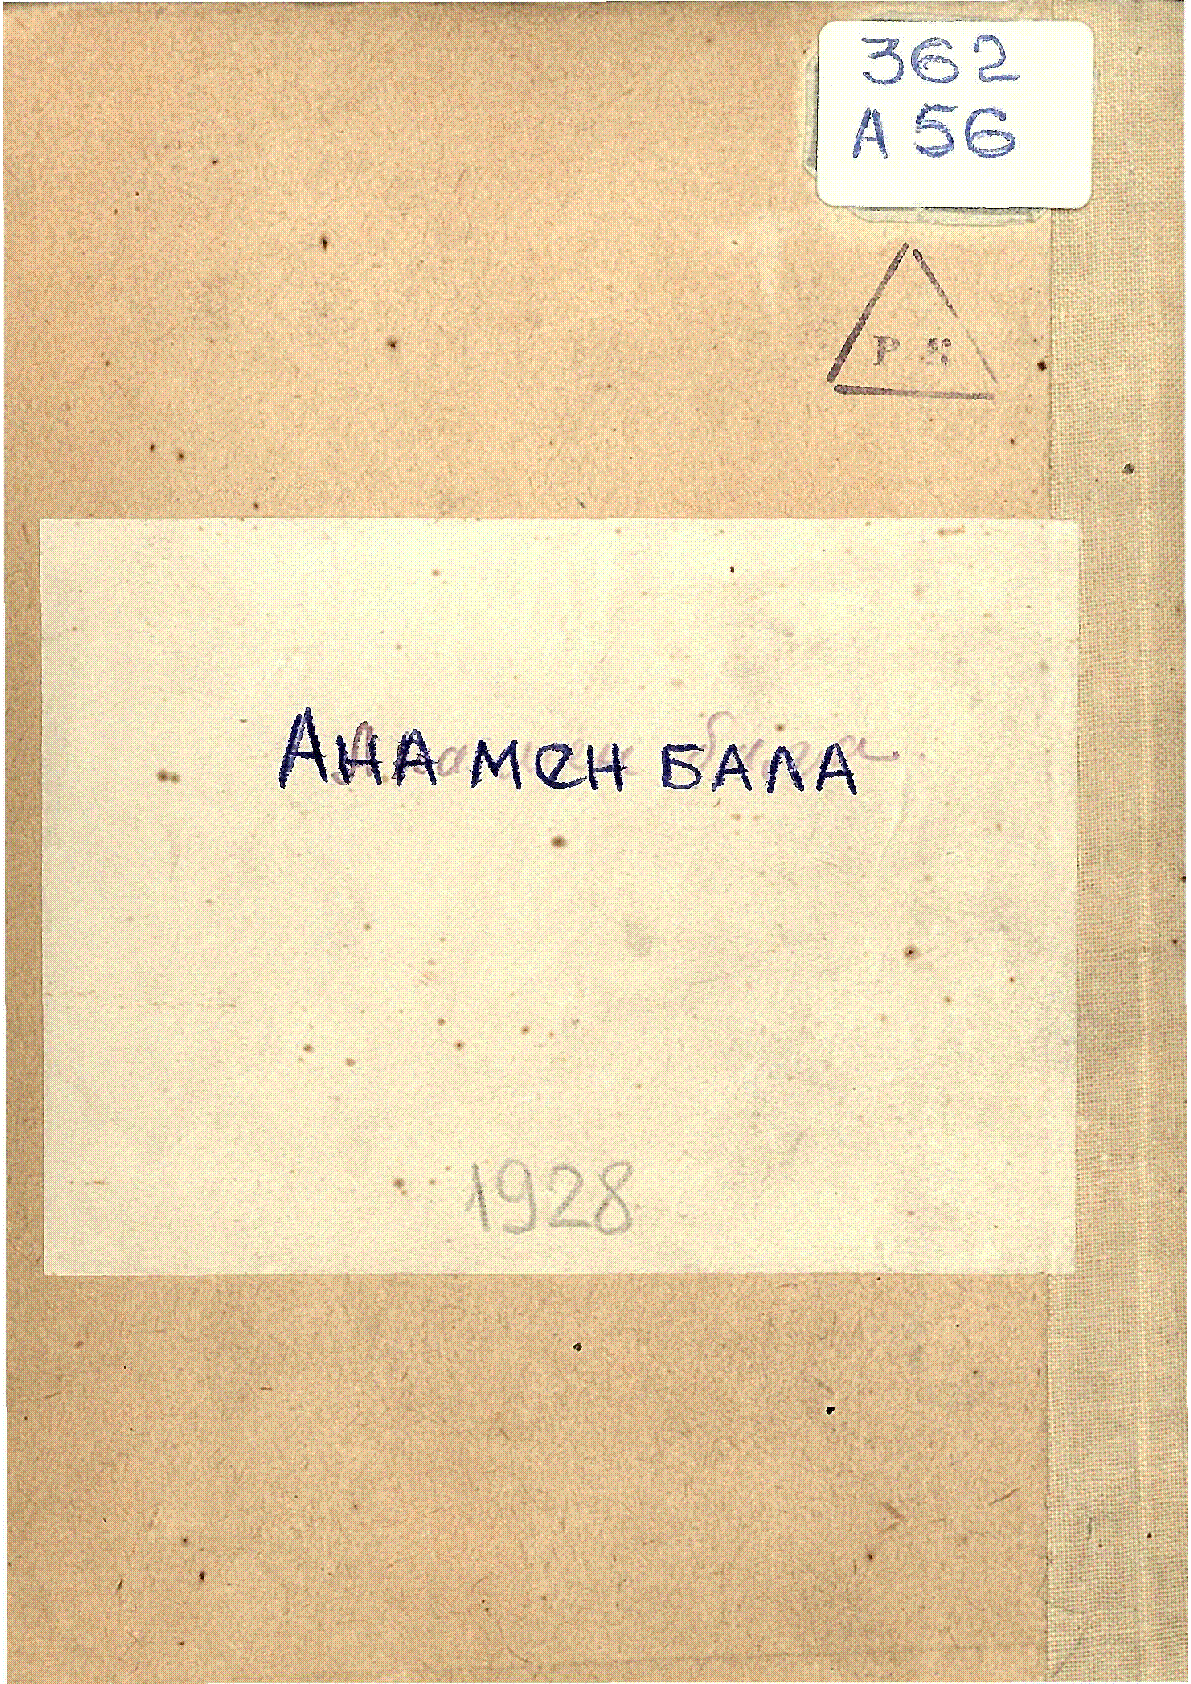 362
А 56
Р К
Ана мен бала
1928